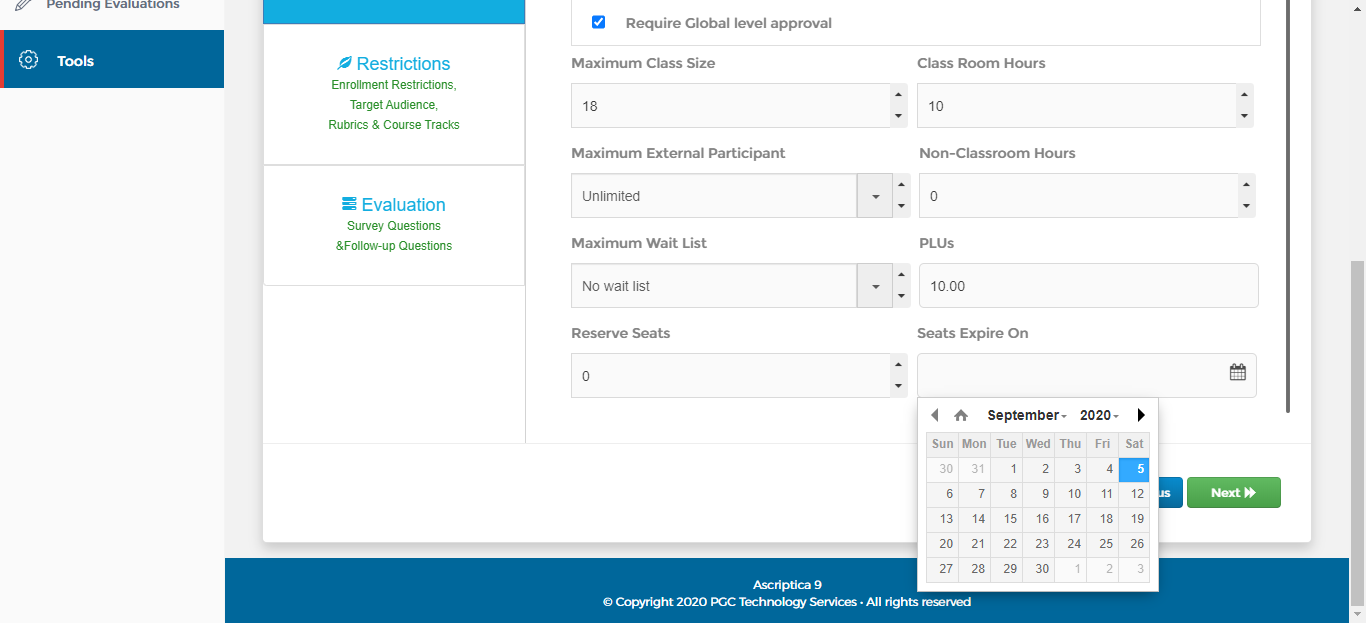 Pending Evaluations
Tools
Restrictions
Enrollment Restrictions,
Target Audience,
Rubrics & Course Tracks
Evaluation
Survey Questions
&Follow-up Questions
Require Global level approval
Maximum Class Size
Class Room Hours
18
10
Maximum External Participant
Non-Classroom Hours
Unlimited
0
Maximum Wait List
PLUs
No wait list
10.00
Reserve Seats
Seats Expire On
0
September 2020
Sun Mon Tue Wed Thu Fri Sat
30 31 1 2 3 4 5
6 7 8 9 10 11 12
13 14 15 16 17 18 19
20 21 22 23 24 25 26
27 28 29 30 1 2 3
us
Next
Ascriptica 9
© Copyright 2020 PGC Technology Services · All rights reserved